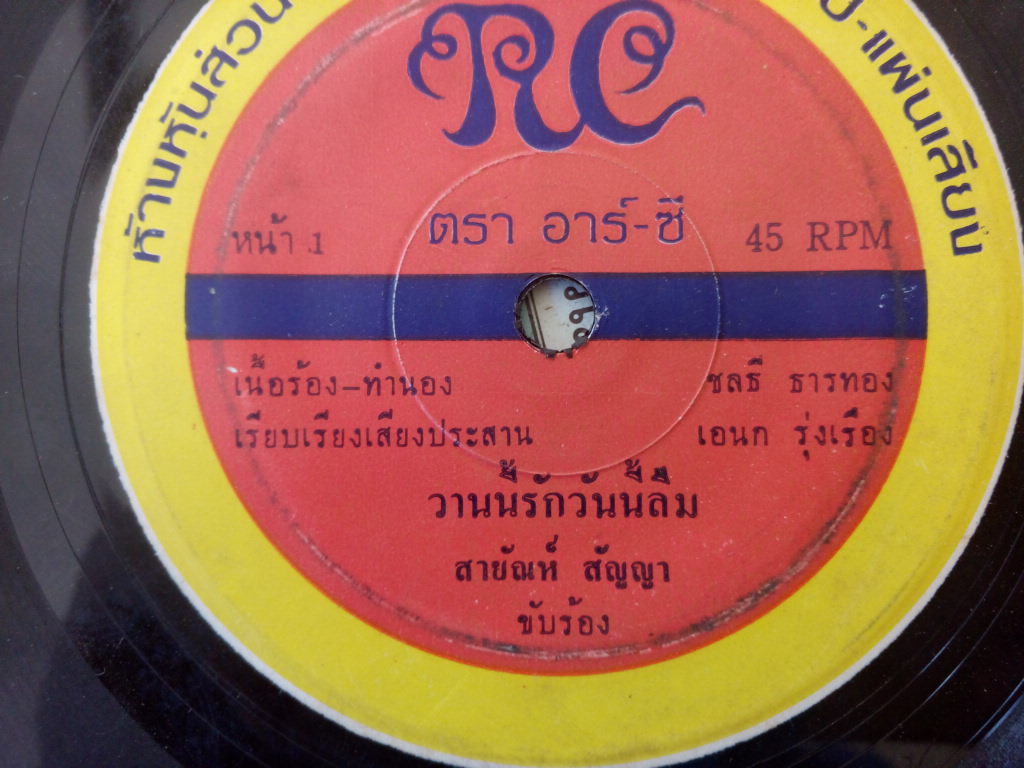 ห้างหุ้นส่วน
ป-แผ่นเสียง
RC
ตรา อาร์-ซี
หน้า 1
45 RPM
เนื้อร้อง-ทำนอง ชลธี ธารทอง
เรียบเรียงเสียงประสาน เอนก รุ่งเรือง
วานนี้รักวันนี้ลืม
สายัณห์ สัญญา
ขับร้อง